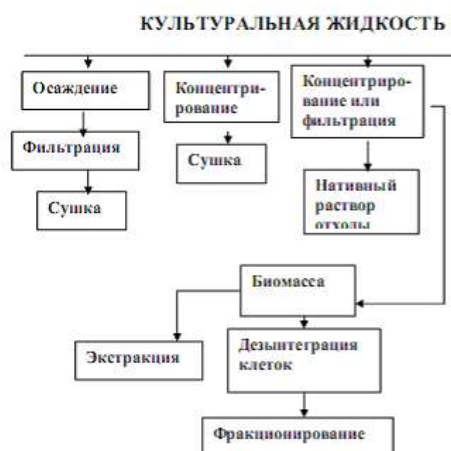 КУЛЬТУРАЛЬНАЯ ЖИДКОСТЬ
Осаждение
Фильтрация
Сушка
Концентри-
рование
Сушка
Концентриро-
вание или
фильтрация
Нативный
раствор
отходы
Биомасса
Экстракция
Дезынтеграция
клеток
Фракционирование